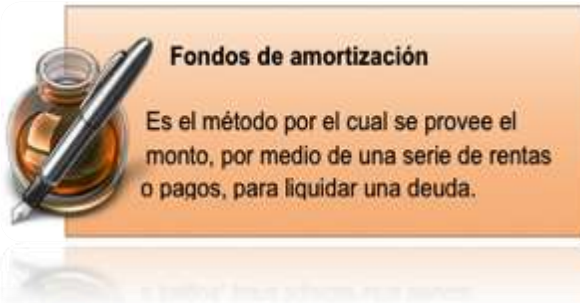 Fondos de amortización
Es el método por el cual se provee el
monto, por medio de una serie de rentas
o pagos, para liquidar una deuda.